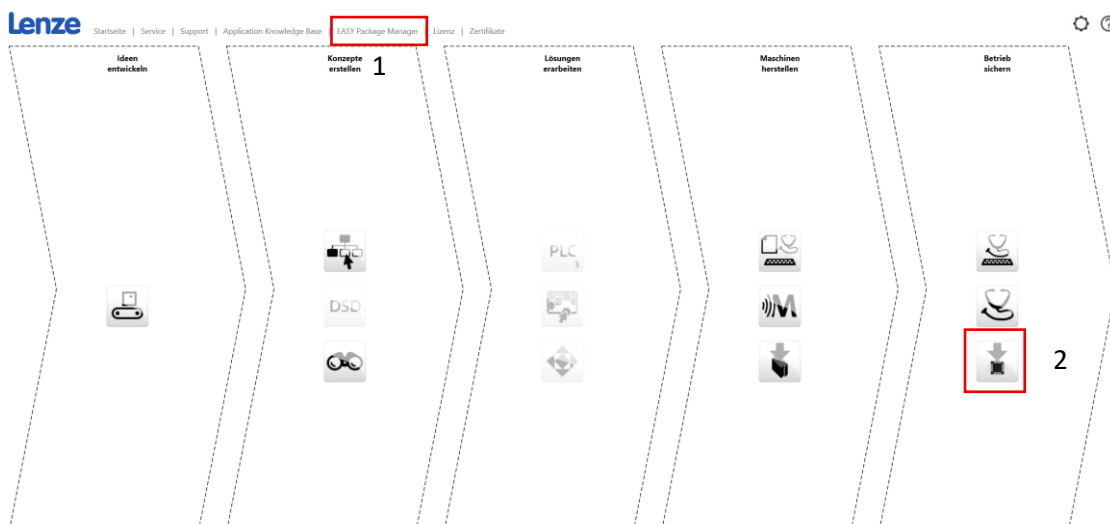 Lenze
Startseite | Service | Support | Application Knowledge Base | EASY Package Manager | Lizenz | Zertifikate
1
Ideen
entwickeln
Konzepte
erstellen
Lösungen
erarbeiten
Maschinen
herstellen
Betrieb
sichern
PLC
3
DSD
M
2